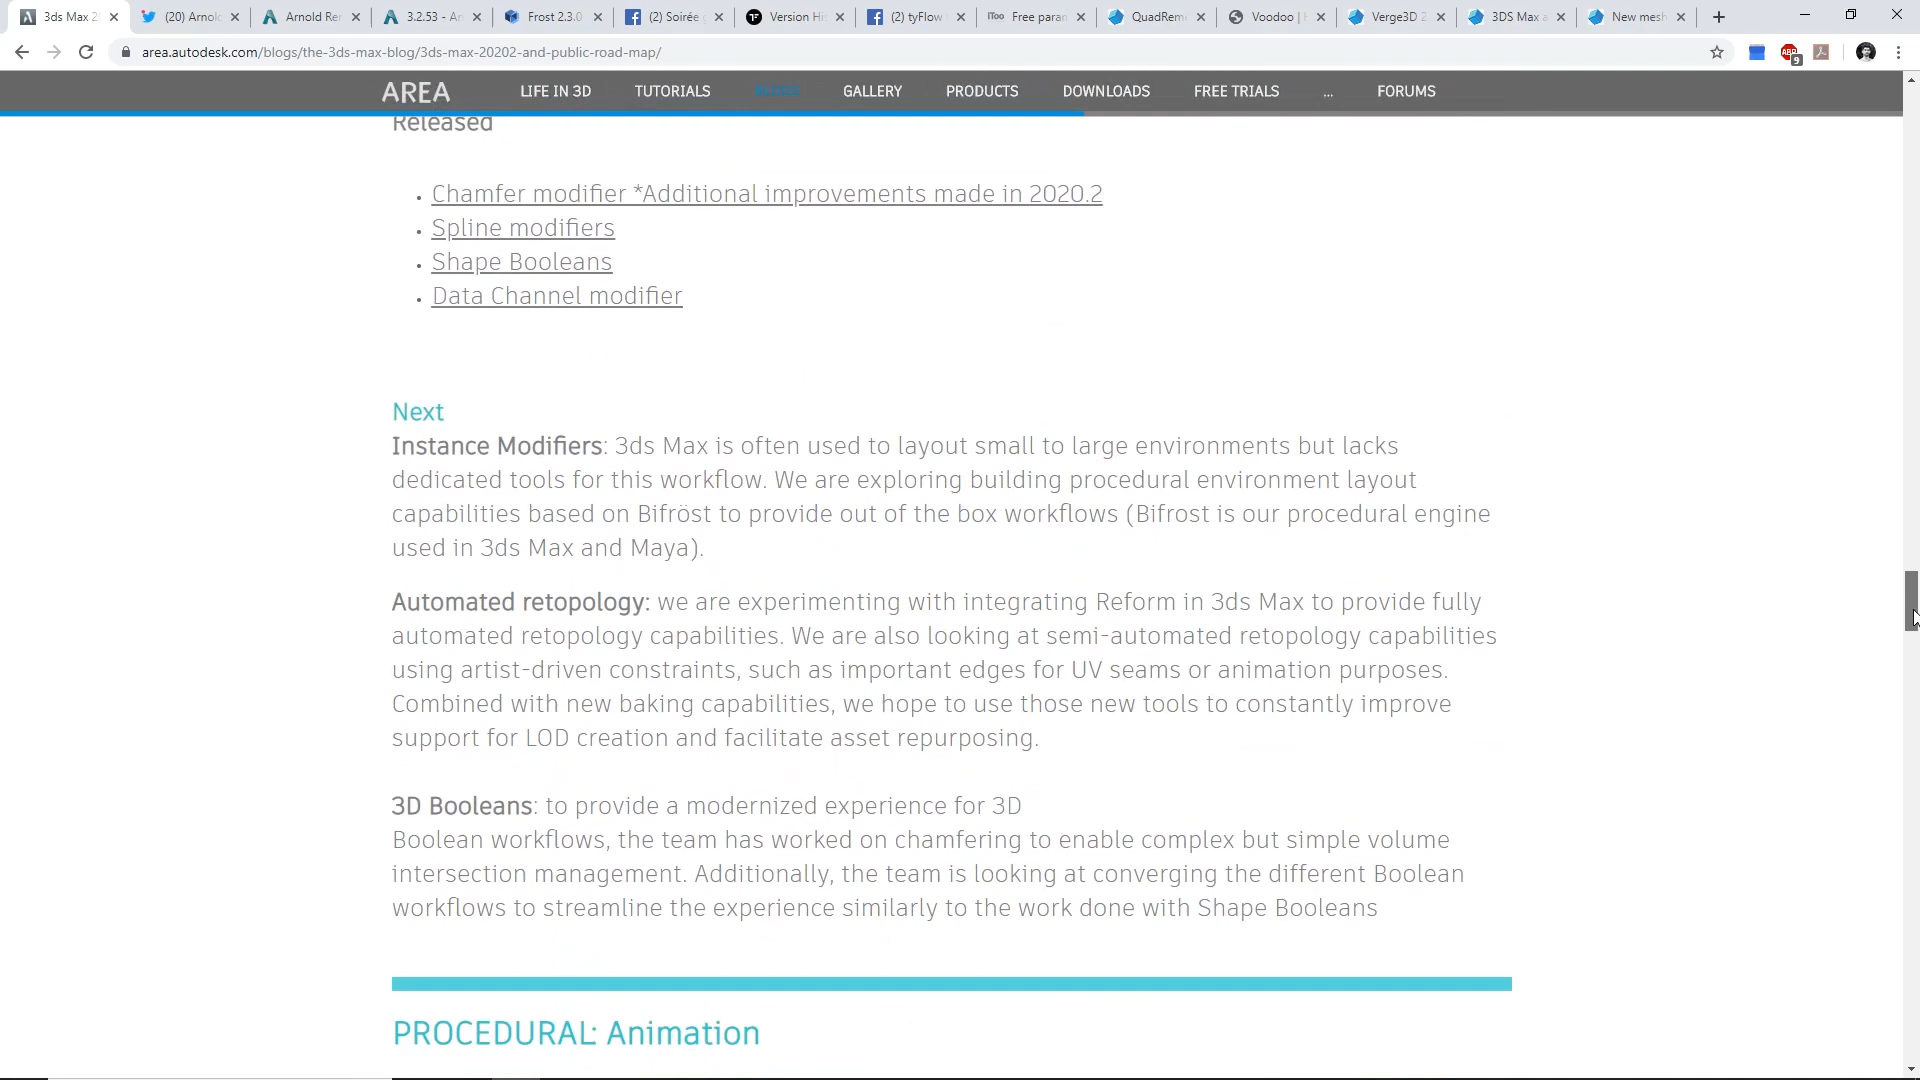 3ds Max 2
(20) Arnol
Arnold Re
3.2.53 - An
Frost 2.3.0
(2) Soirée
Version Hi
(2) tyFlow
iToo Free para
QuadRem
Voodoo |
Verge3D 2
3DS Max a
New mesh
area.autodesk.com/blogs/the-3ds-max-blog/3ds-max-20202-and-public-road-map/
ABP
9
AREA
LIFE IN 3D
TUTORIALS
BLOGS
GALLERY
PRODUCTS
DOWNLOADS
FREE TRIALS
...
FORUMS
Released
• Chamfer modifier *Additional improvements made in 2020.2
• Spline modifiers
• Shape Booleans
• Data Channel modifier
Next
Instance Modifiers: 3ds Max is often used to layout small to large environments but lacks
dedicated tools for this workflow. We are exploring building procedural environment layout
capabilities based on Bifröst to provide out of the box workflows (Bifrost is our procedural engine
used in 3ds Max and Maya).
Automated retopology: we are experimenting with integrating Reform in 3ds Max to provide fully
automated retopology capabilities. We are also looking at semi-automated retopology capabilities
using artist-driven constraints, such as important edges for UV seams or animation purposes.
Combined with new baking capabilities, we hope to use those new tools to constantly improve
support for LOD creation and facilitate asset repurposing.
3D Booleans: to provide a modernized experience for 3D
Boolean workflows, the team has worked on chamfering to enable complex but simple volume
intersection management. Additionally, the team is looking at converging the different Boolean
workflows to streamline the experience similarly to the work done with Shape Booleans
PROCEDURAL: Animation